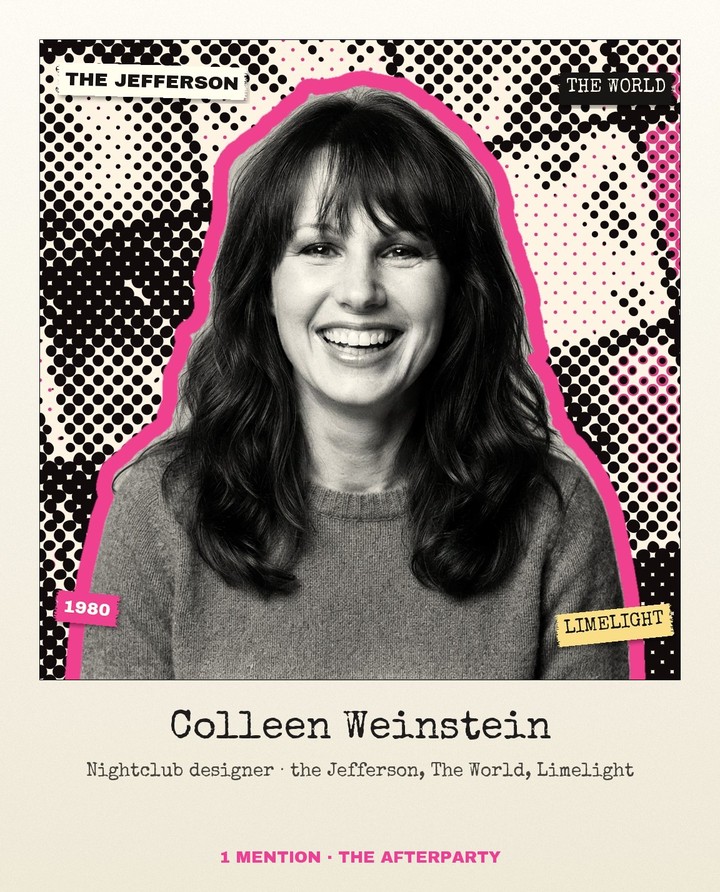 THE JEFFERSON
THE WORLD
1980
LIMELIGHT
Colleen Weinstein
Nightclub designer · the Jefferson, The World, Limelight
1 MENTION · THE AFTERPARTY